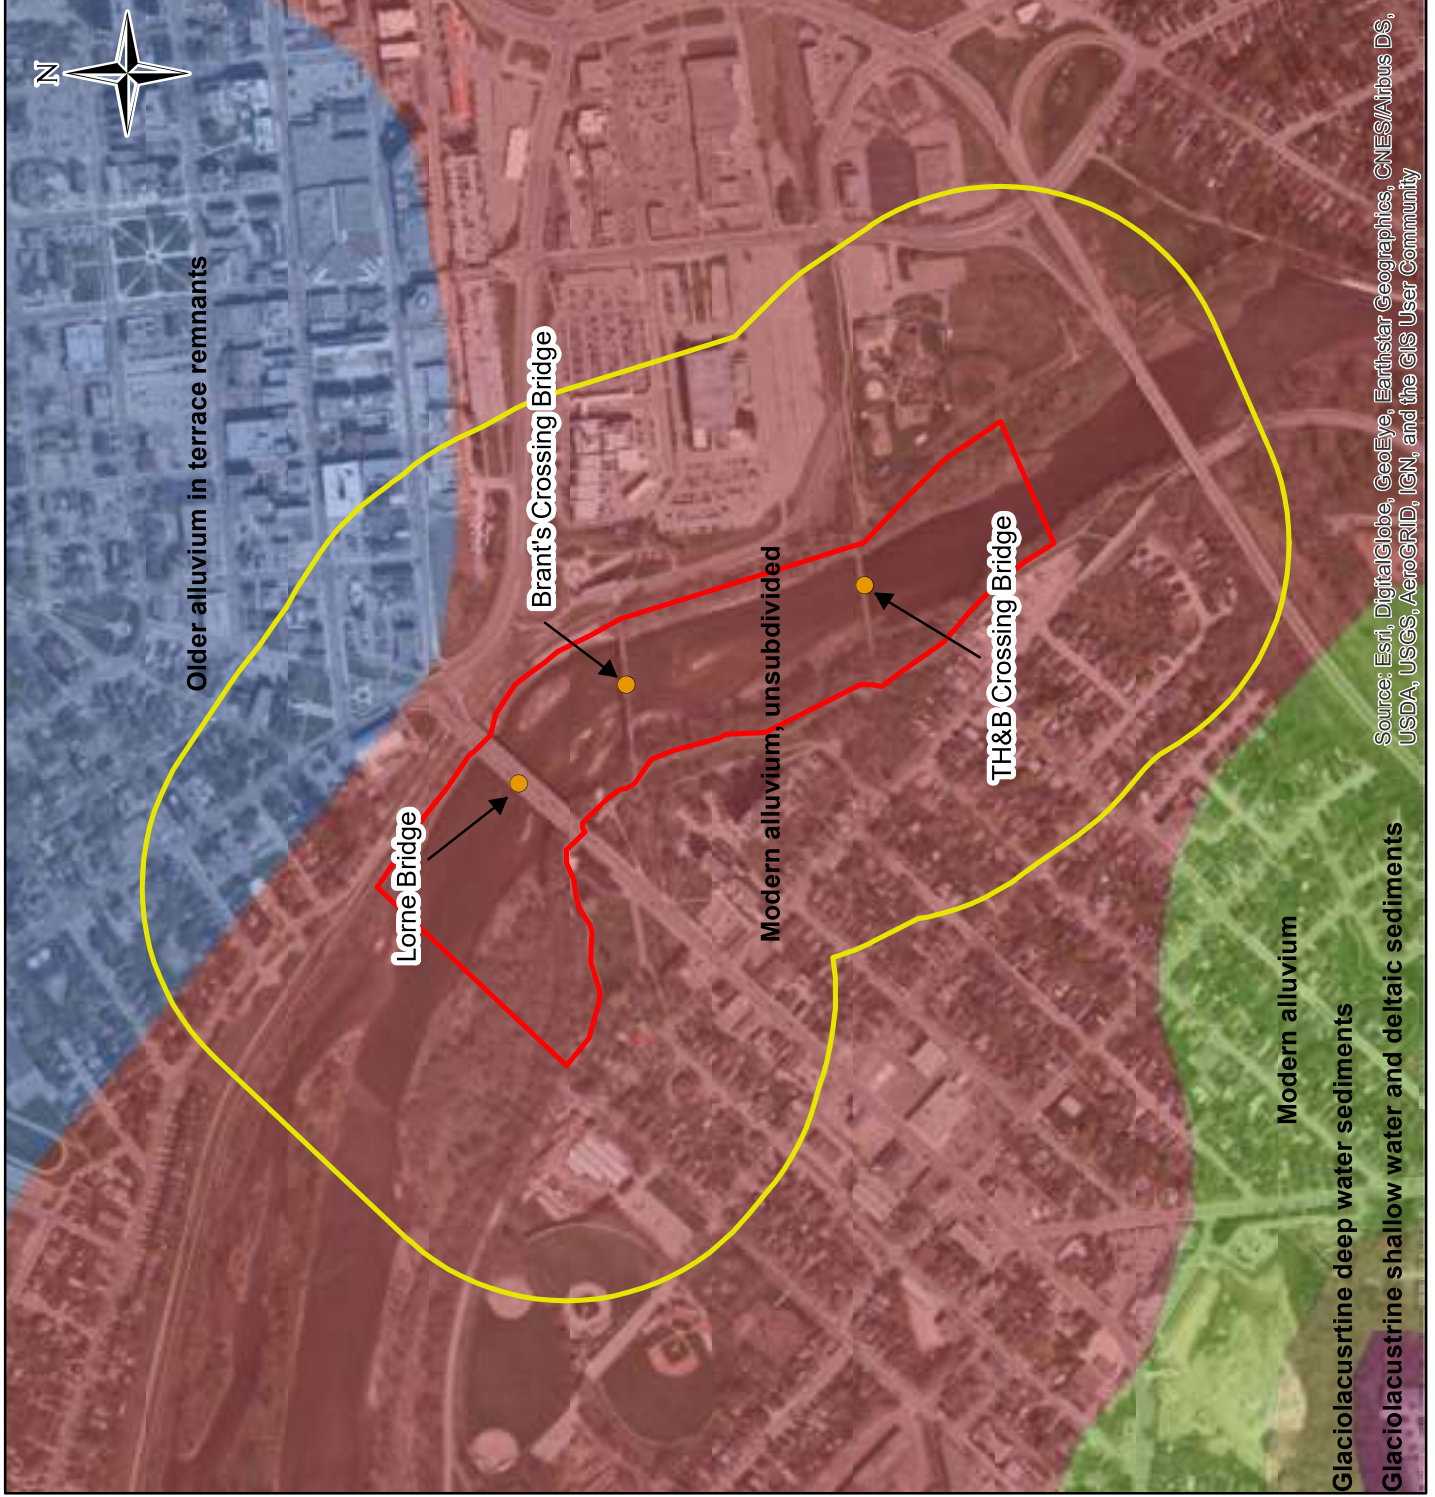 N
Older alluvium in terrace remnants
Brant's Crossing Bridge
Lorne Bridge
Modern alluvium, unsubdivided
TH&B Crossing Bridge
Modern alluvium
Glaciolacusrtine deep water sediments
Glaciolacustrine shallow water and deltaic sediments
Source: Esri, DigitalGlobe, GeoEye, Earthstar Geographics, CNES/Airbus DS,
USDA, USGS, AeroGRID, IGN, and the GIS User Community